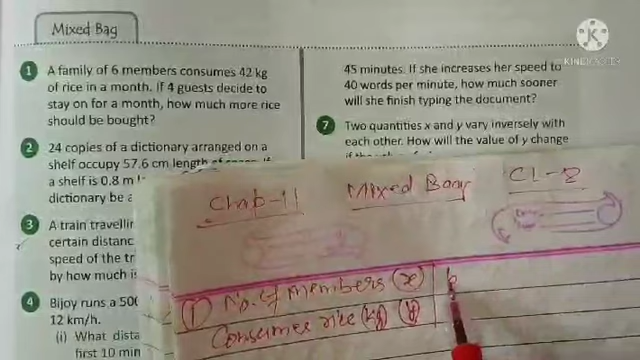 Mixed Bag
1 A family of 6 members consumes 42 kg
of rice in a month. If 4 guests decide to
stay on for a month, how much more rice
should be bought?
2 24 copies of a dictionary arranged on a
shelf occupy 57.6 cm length of
a shelf is 0.8 m
dictionary be a
3 A train travellin
certain distanc
speed of the tr
by how much is
4 Bijoy runs a 500
12 km/h.
(i) What dista
first 10 min
45 minutes. If she increases her speed to
40 words per minute, how much sooner
will she finish typing the document?
7 Two quantities x and y vary inversely with
each other. How will the value of y change
KINEMASTER
Chap-11 Mixed Bag Cl-8
(1) No. of members (x) 6
Consumes rice (kg) (y)